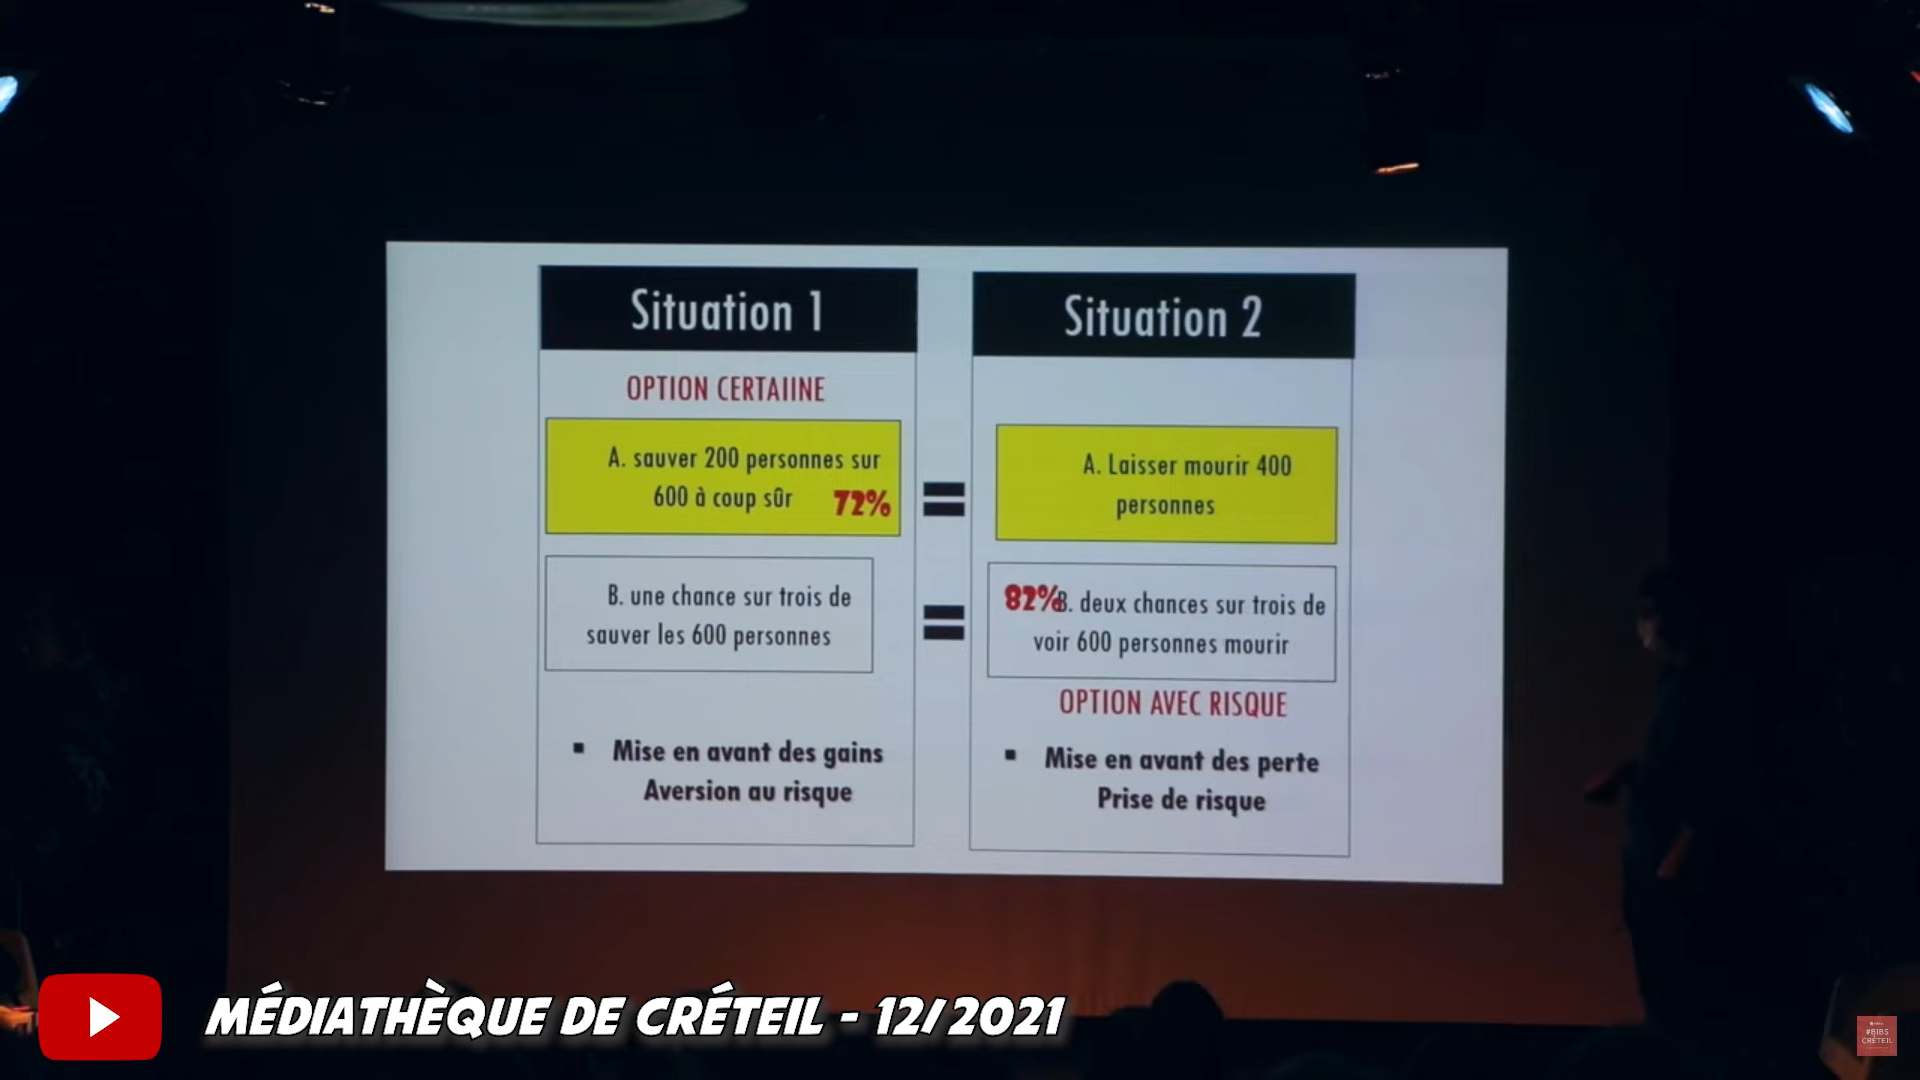 Situation 1
OPTION CERTAIINE
A. sauver 200 personnes sur
600 à coup sûr 72%
B. une chance sur trois de
sauver les 600 personnes
▪ Mise en avant des gains
Aversion au risque
=
=
Situation 2
A. Laisser mourir 400
personnes
82% B. deux chances sur trois de
voir 600 personnes mourir
OPTION AVEC RISQUE
▪ Mise en avant des perte
Prise de risque
MÉDIATHÈQUE DE CRÉTEIL - 12/2021
#BIBS
CRÉTEIL